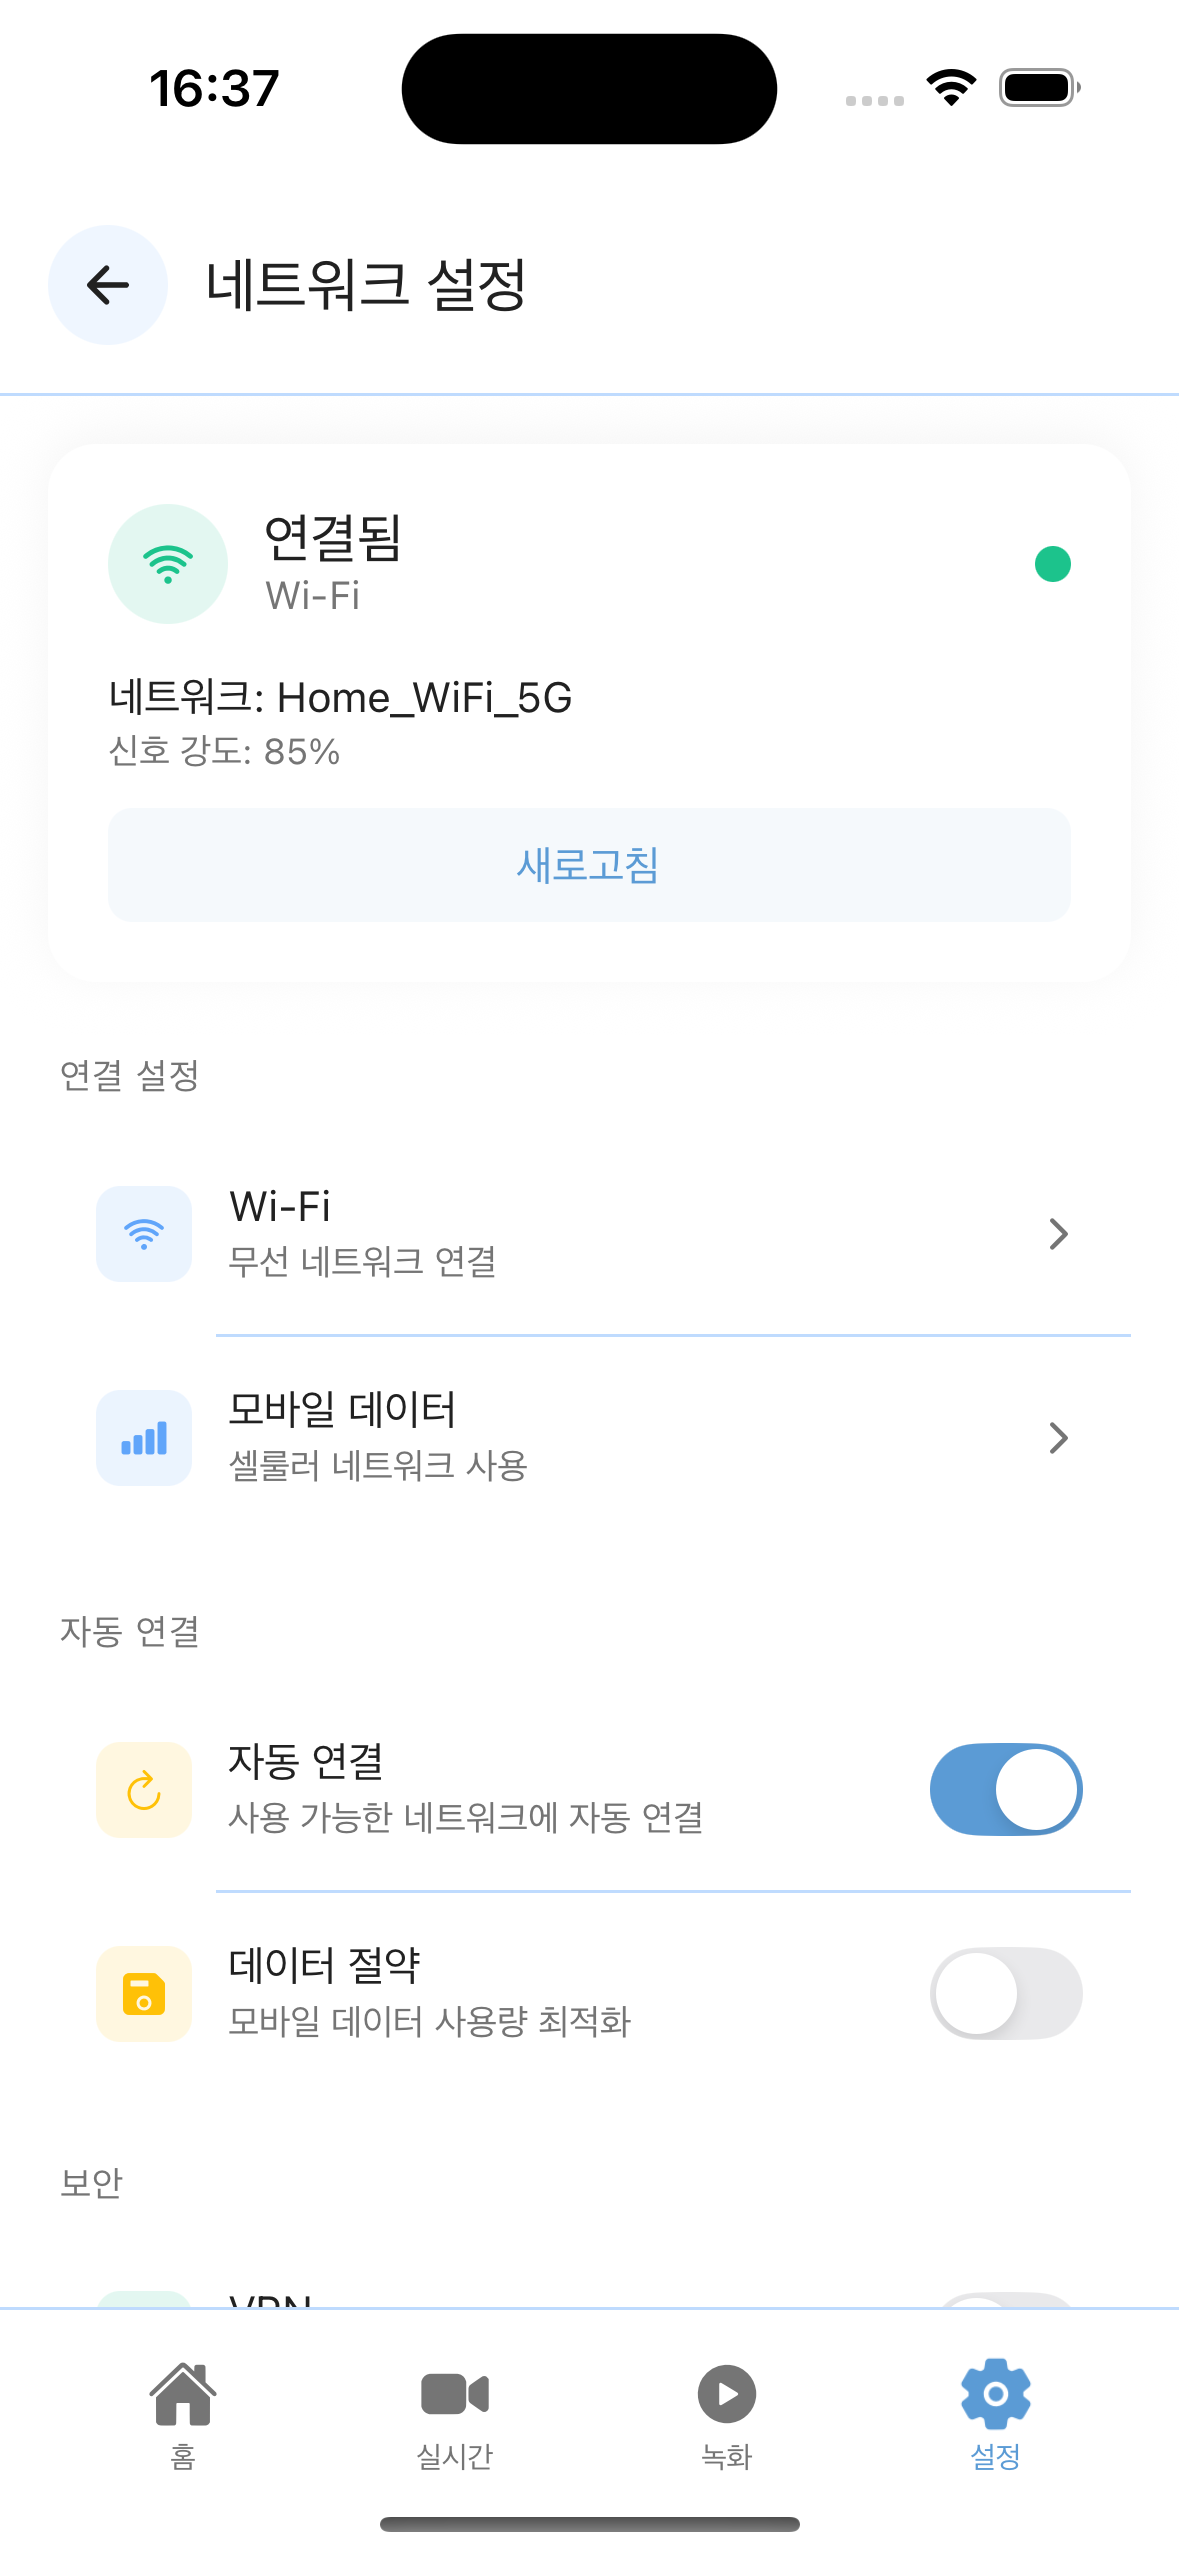 16:37
네트워크 설정
연결됨
Wi-Fi
네트워크: Home_WiFi_5G
신호 강도: 85%
새로고침
연결 설정
Wi-Fi
무선 네트워크 연결
모바일 데이터
셀룰러 네트워크 사용
자동 연결
자동 연결
사용 가능한 네트워크에 자동 연결
데이터 절약
모바일 데이터 사용량 최적화
보안
VPN
홈
실시간
녹화
설정